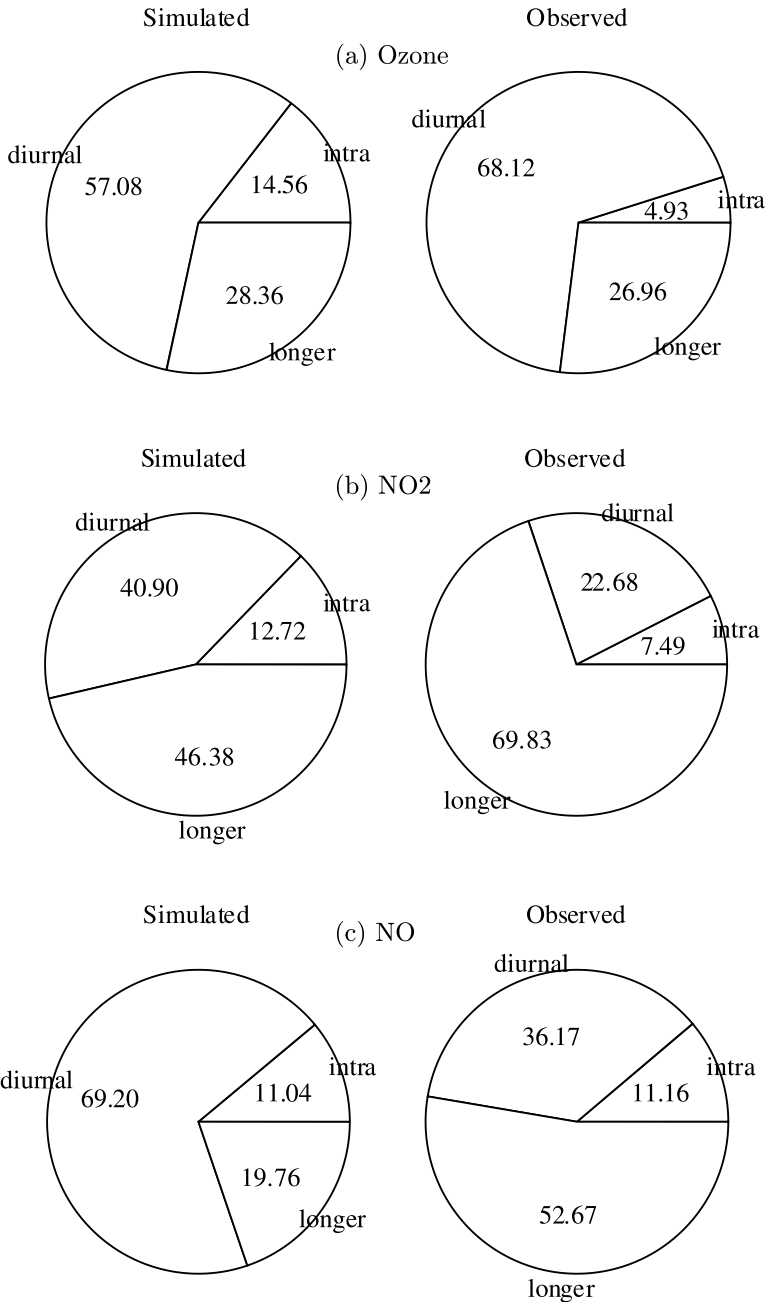 Simulated
Observed
(a) Ozone
diurnal
57.08
intra
14.56
28.36
longer
diurnal
68.12
intra
4.93
26.96
longer
Simulated
Observed
(b) NO2
diurnal
40.90
intra
12.72
46.38
longer
diurnal
22.68
intra
7.49
69.83
longer
Simulated
Observed
(c) NO
diurnal
69.20
intra
11.04
19.76
longer
diurnal
36.17
intra
11.16
52.67
longer